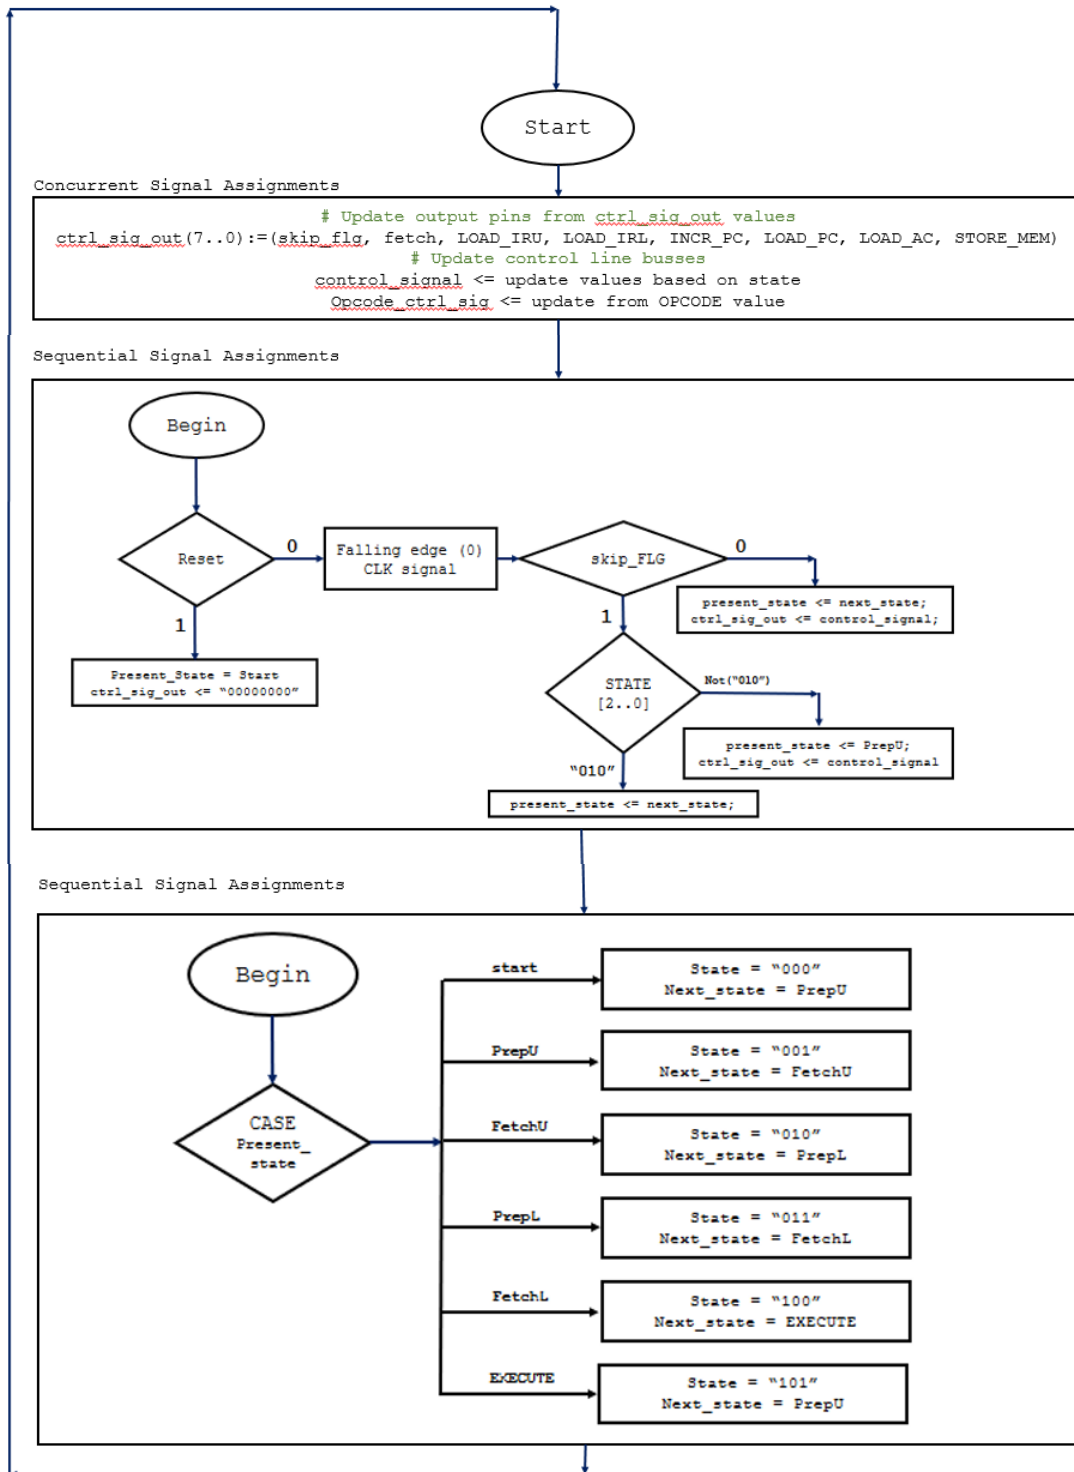 Start
Concurrent Signal Assignments
# Update output pins from ctrl_sig_out values
ctrl_sig_out(7..0):=(skip_flg, fetch, LOAD_IRU, LOAD_IRL, INCR_PC, LOAD_PC, LOAD_AC, STORE_MEM)
# Update control line busses
control_signal <= update values based on state
Opcode_ctrl_sig <= update from OPCODE value
Sequential Signal Assignments
Begin
Reset
0
Falling edge (0)
CLK signal
skip_FLG
0
present_state <= next_state;
ctrl_sig_out <= control_signal;
1
Present_State = Start
ctrl_sig_out <= “00000000”
1
STATE
[2..0]
Not(“010”)
present_state <= PrepU;
ctrl_sig_out <= control_signal
“010”
present_state <= next_state;
Sequential Signal Assignments
Begin
CASE
Present_
state
start
State = “000”
Next_state = PrepU
PrepU
State = “001”
Next_state = FetchU
FetchU
State = “010”
Next_state = PrepL
PrepL
State = “011”
Next_state = FetchL
FetchL
State = “100”
Next_state = EXECUTE
EXECUTE
State = “101”
Next_state = PrepU